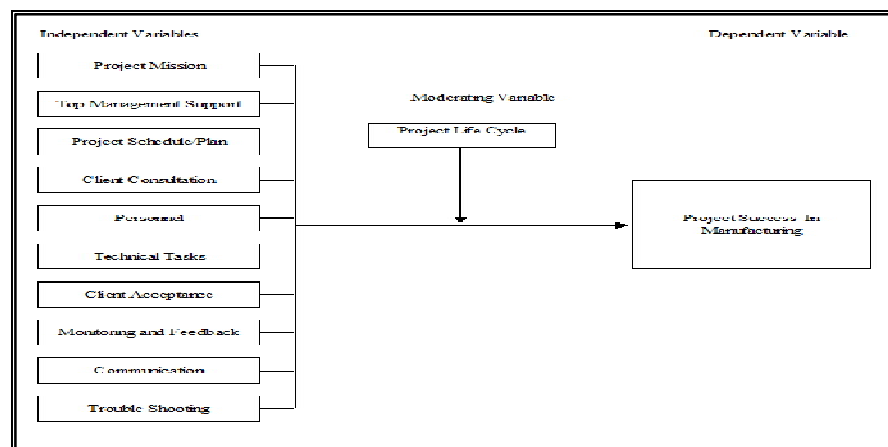 Independent Variables
Dependent Variable
Project Mission
Top Management Support
Moderating Variable
Project Schedule/Plan
Project Life Cycle
Client Consultation
Personnel
Project Success In
Manufacturing
Technical Tasks
Client Acceptance
Monitoring and Feedback
Communication
Trouble Shooting